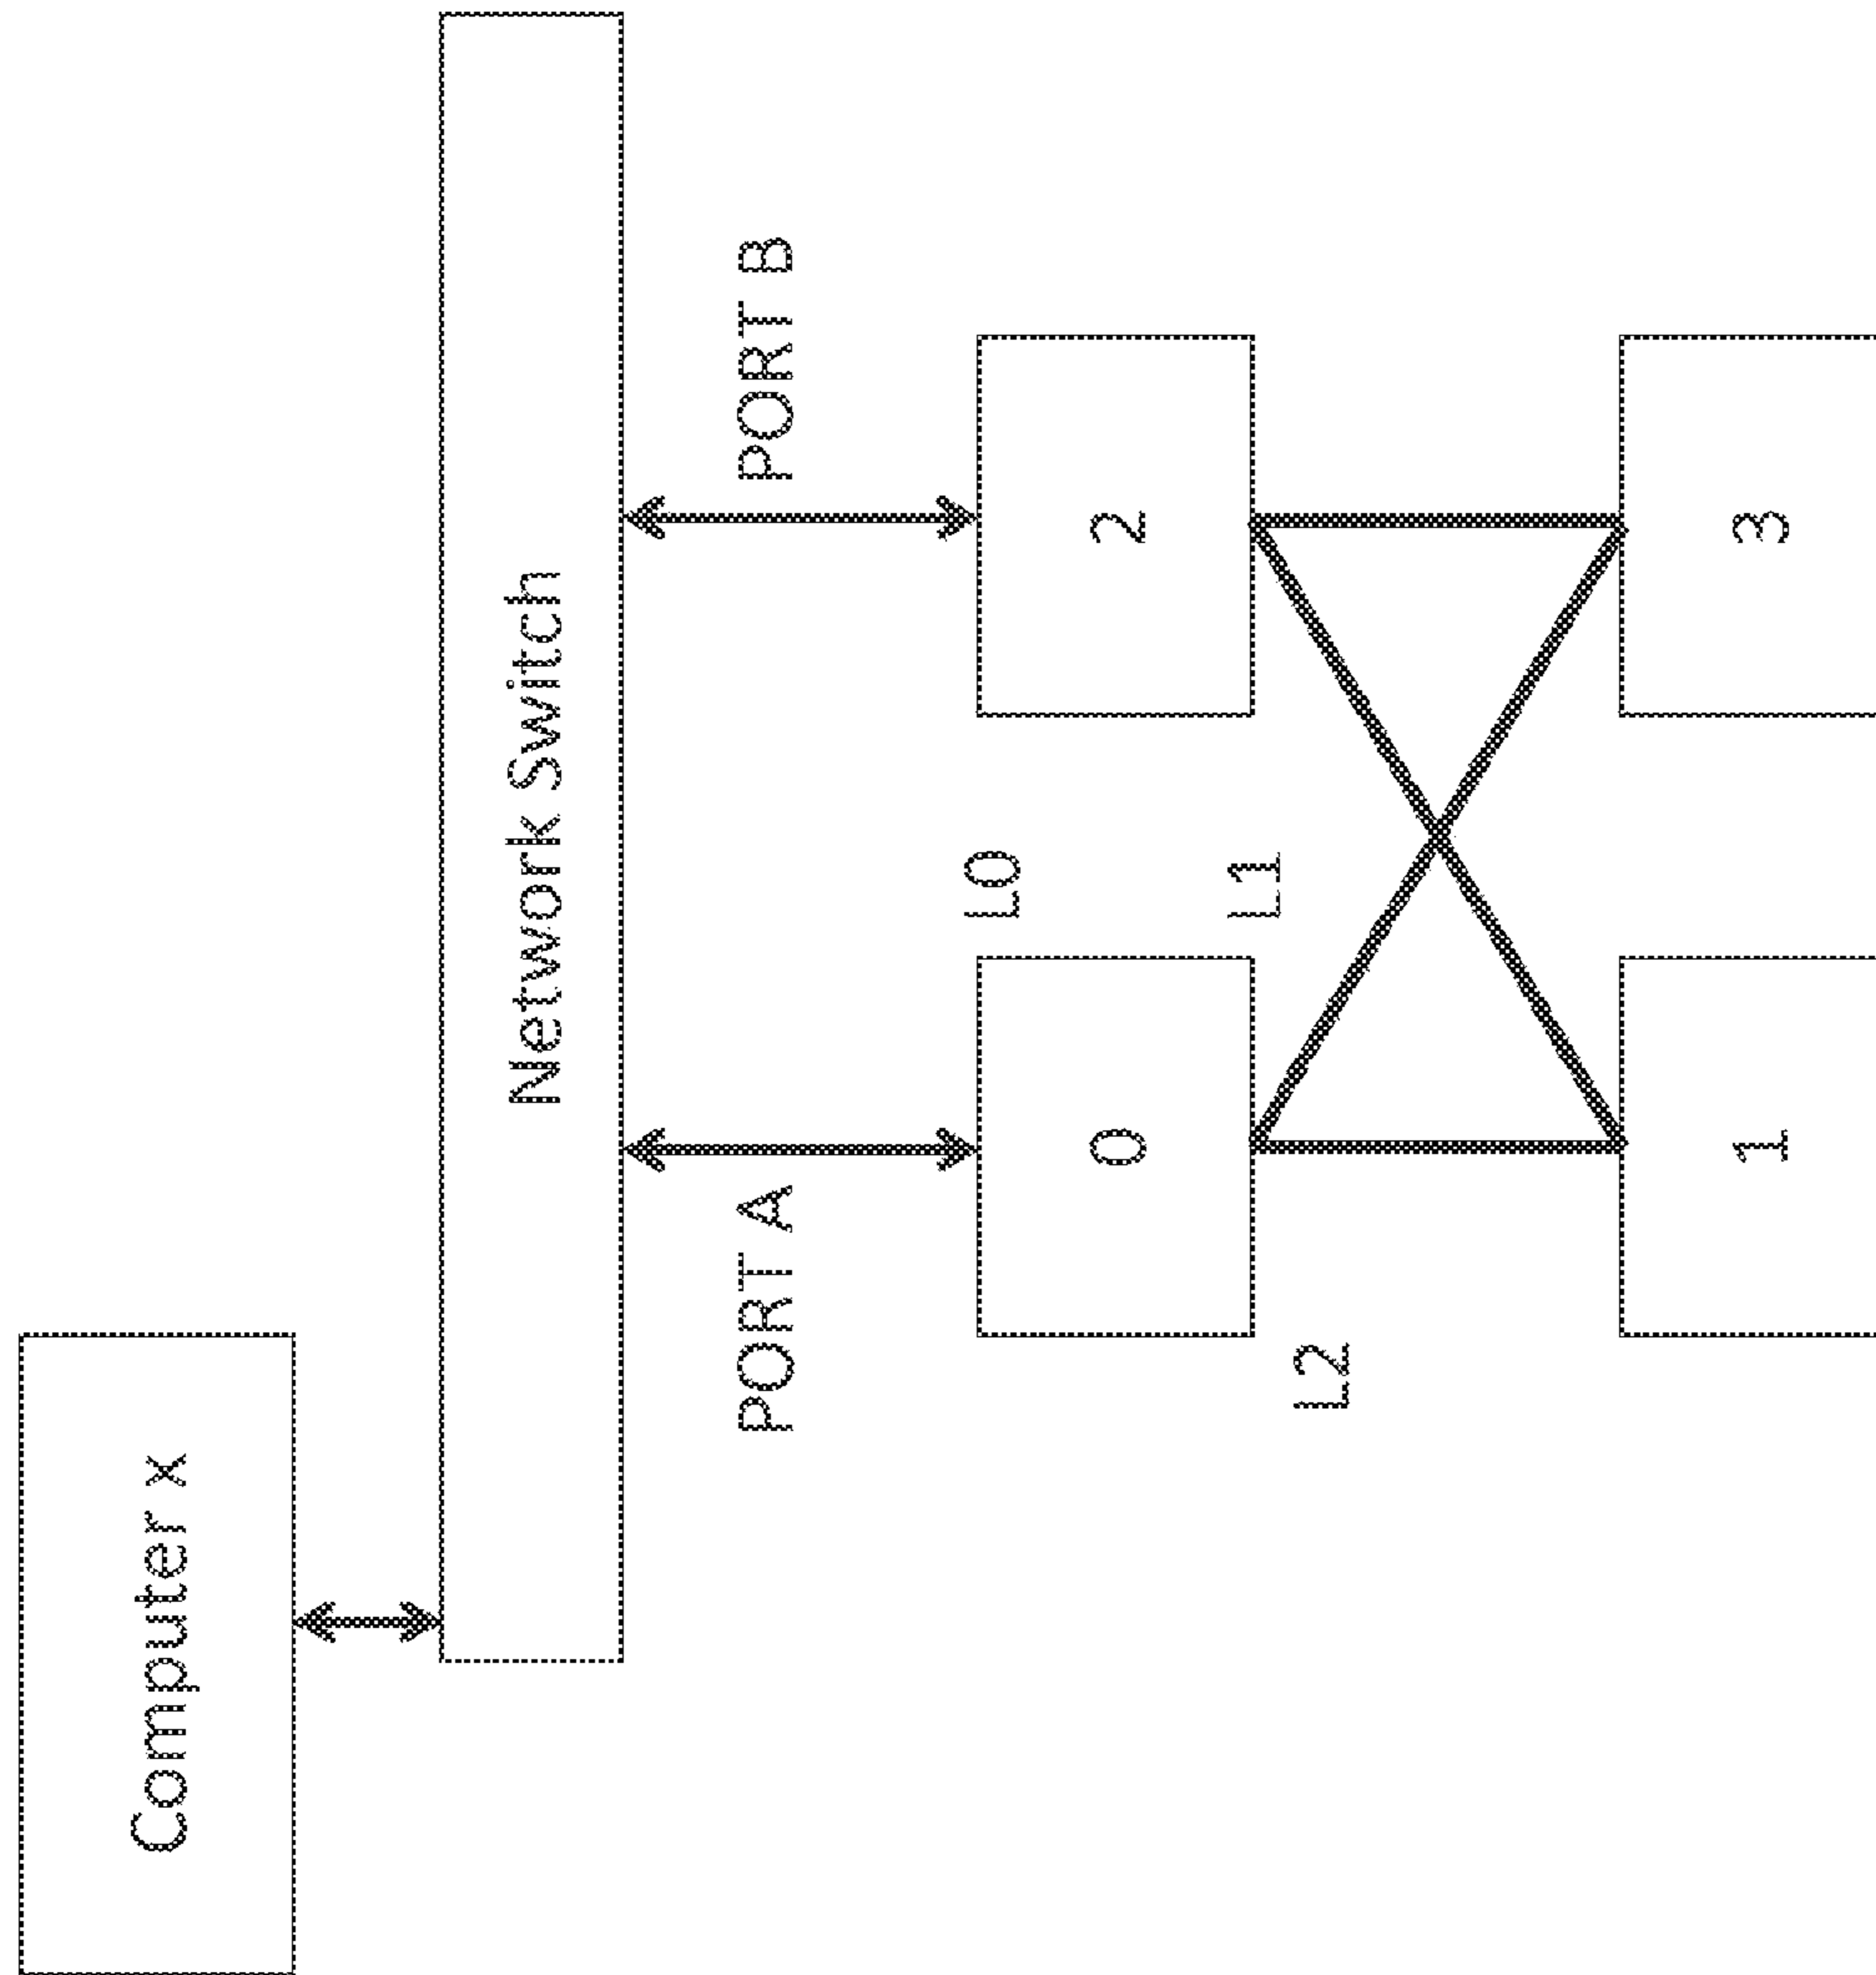 Computer x
Network Switch
PORT A
PORT B
0
L0
2
L1
L2
1
3